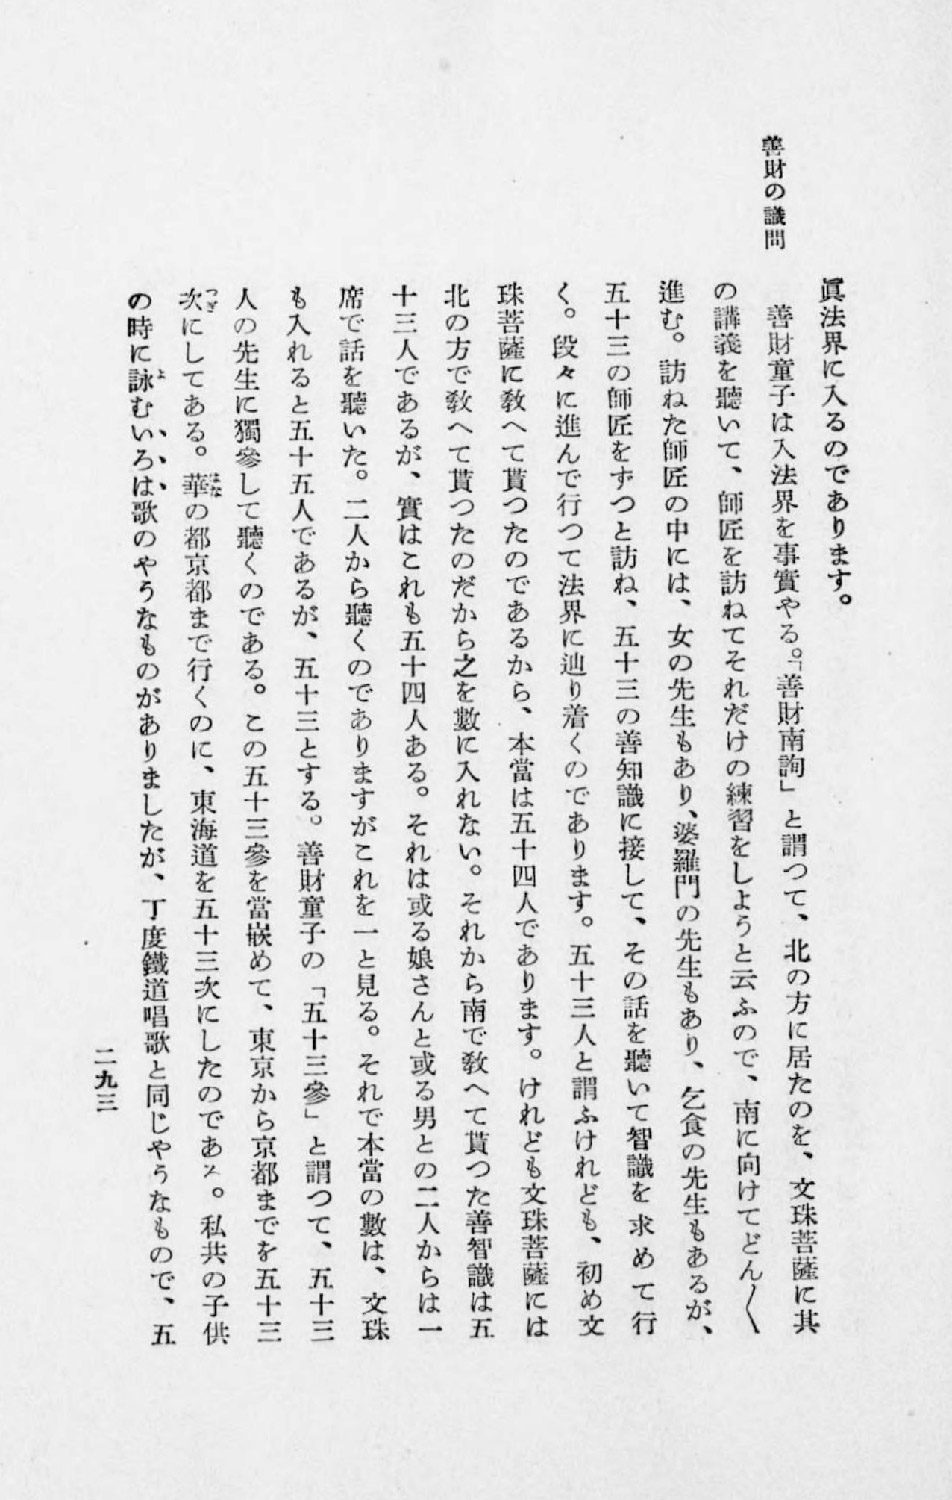 善財の議問
眞法界に入るのであります。
善財童子は入法界を事實やる。「善財南詢」と謂つて、北の方に居たのを、文珠菩薩に其
の講義を聽いて、師匠を訪ねてそれだけの練習をしようと云ふので、南に向けてどん〳〵
進む。訪ねた師匠の中には、女の先生もあり、婆羅門の先生もあり、乞食の先生もあるが、
五十三の師匠をずつと訪ね、五十三の善知識に接して、その話を聽いて智識を求めて行
く。段々に進んで行つて法界に辿り着くのであります。五十三人と謂ふけれども、初め文
珠菩薩に敎へて貰つたのであるから、本當は五十四人であります。けれども文珠菩薩には
北の方で敎へて貰つたのだから之を數に入れない。それから南で敎へて貰つた善智識は五
十三人であるが、實はこれも五十四人ある。それは或る娘さんと或る男との二人からは一
席で話を聽いた。二人から聽くのでありますがこれを一と見る。それで本當の數は、文珠
も入れると五十五人であるが、五十三とする。善財童子の「五十三參」と謂つて、五十三
人の先生に獨參して聽くのである。この五十三參を當嵌めて、東京から京都までを五十三
次にしてある。華の都京都まで行くのに、東海道を五十三次にしたのである。私共の子供
の時に詠むいろは歌のやうなものがありましたが、丁度鐵道唱歌と同じやうなもので、五
二九三